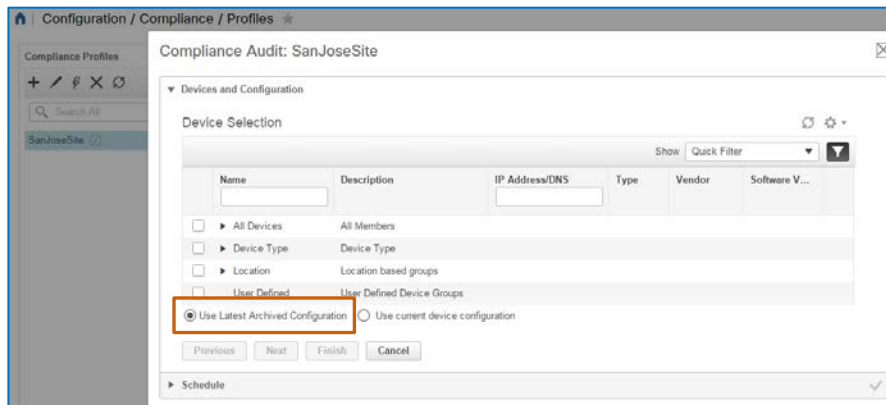 Configuration / Compliance / Profiles
Compliance Profiles
Search All
SanJoseSite
Compliance Audit: SanJoseSite
Devices and Configuration
Device Selection
Show Quick Filter
Name Description IP Address/DNS Type Vendor Software V...
All Devices All Members
Device Type Device Type
Location Location based groups
User Defined User Defined Device Groups
Use Latest Archived Configuration Use current device configuration
Previous Next Finish Cancel
Schedule